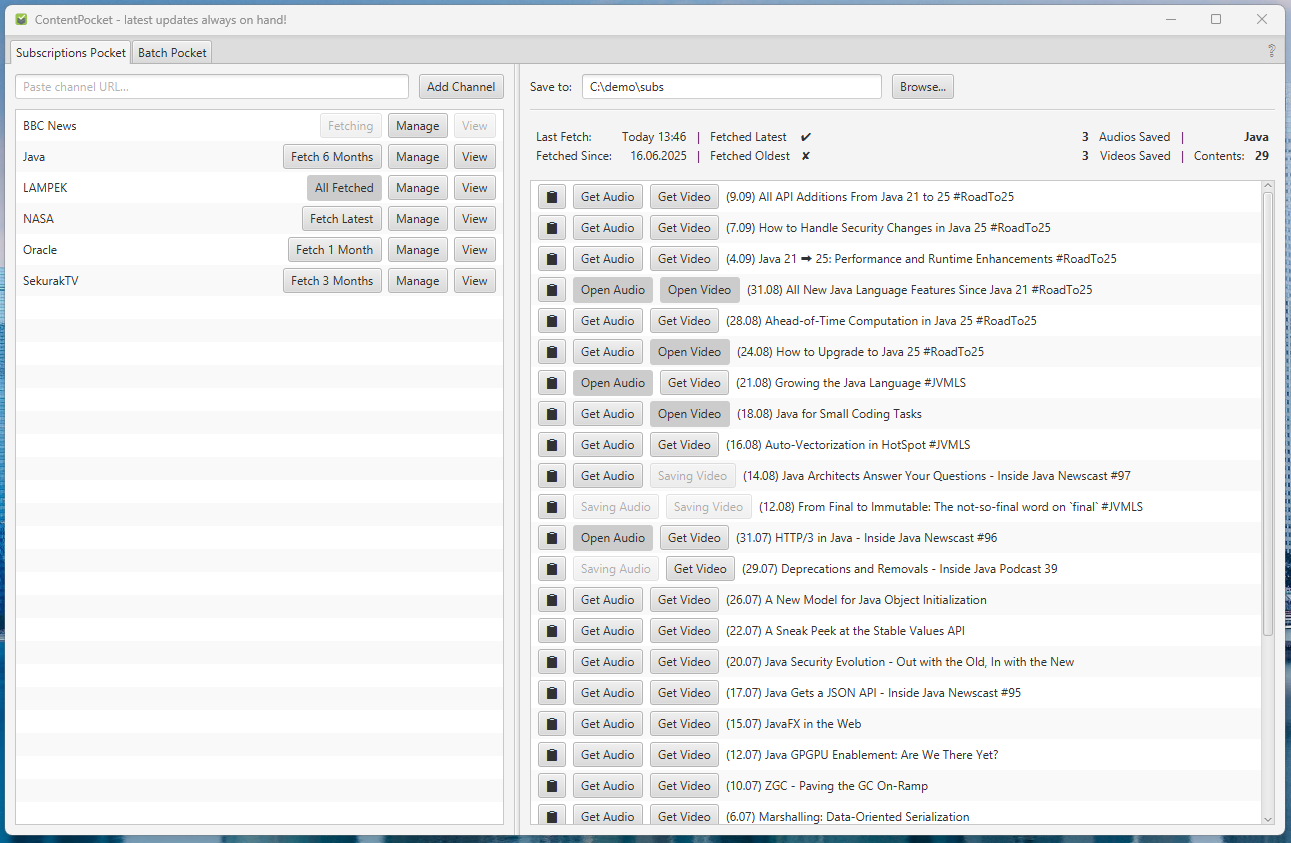 ContentPocket - latest updates always on hand!
Subscriptions Pocket Batch Pocket ?
Paste channel URL... Add Channel
BBC News Fetching Manage View
Java Fetch 6 Months Manage View
LAMPEK All Fetched Manage View
NASA Fetch Latest Manage View
Oracle Fetch 1 Month Manage View
SekurakTV Fetch 3 Months Manage View
Save to: C:\demo\subs Browse...
Last Fetch: Today 13:46 | Fetched Latest ✔ 3 Audios Saved | Java
Fetched Since: 16.06.2025 | Fetched Oldest ✘ 3 Videos Saved | Contents: 29
Get Audio Get Video (9.09) All API Additions From Java 21 to 25 #RoadTo25
Get Audio Get Video (7.09) How to Handle Security Changes in Java 25 #RoadTo25
Get Audio Get Video (4.09) Java 21 ➡ 25: Performance and Runtime Enhancements #RoadTo25
Open Audio Open Video (31.08) All New Java Language Features Since Java 21 #RoadTo25
Get Audio Get Video (28.08) Ahead-of-Time Computation in Java 25 #RoadTo25
Get Audio Open Video (24.08) How to Upgrade to Java 25 #RoadTo25
Open Audio Get Video (21.08) Growing the Java Language #JVMLS
Get Audio Open Video (18.08) Java for Small Coding Tasks
Get Audio Get Video (16.08) Auto-Vectorization in HotSpot #JVMLS
Get Audio Saving Video (14.08) Java Architects Answer Your Questions - Inside Java Newscast #97
Saving Audio Saving Video (12.08) From Final to Immutable: The not-so-final word on `final` #JVMLS
Open Audio Get Video (31.07) HTTP/3 in Java - Inside Java Newscast #96
Saving Audio Get Video (29.07) Deprecations and Removals - Inside Java Podcast 39
Get Audio Get Video (26.07) A New Model for Java Object Initialization
Get Audio Get Video (22.07) A Sneak Peek at the Stable Values API
Get Audio Get Video (20.07) Java Security Evolution - Out with the Old, In with the New
Get Audio Get Video (17.07) Java Gets a JSON API - Inside Java Newscast #95
Get Audio Get Video (15.07) JavaFX in the Web
Get Audio Get Video (12.07) Java GPGPU Enablement: Are We There Yet?
Get Audio Get Video (10.07) ZGC - Paving the GC On-Ramp
Get Audio Get Video (6.07) Marshalling: Data-Oriented Serialization